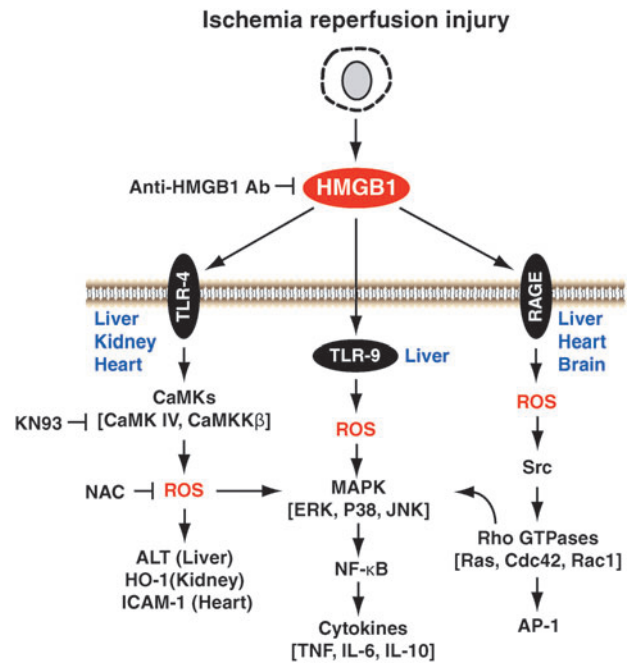 Ischemia reperfusion injury
Anti-HMGB1 Ab
HMGB1
TLR-4
RAGE
Liver
Kidney
Heart
TLR-9
Liver
Liver
Heart
Brain
CaMKs
[CaMK IV, CaMKKβ]
KN93
ROS
ROS
Src
NAC
ROS
MAPK
[ERK, P38, JNK]
Rho GTPases
[Ras, Cdc42, Rac1]
ALT (Liver)
HO-1(Kidney)
ICAM-1 (Heart)
NF-κB
Cytokines
[TNF, IL-6, IL-10]
AP-1